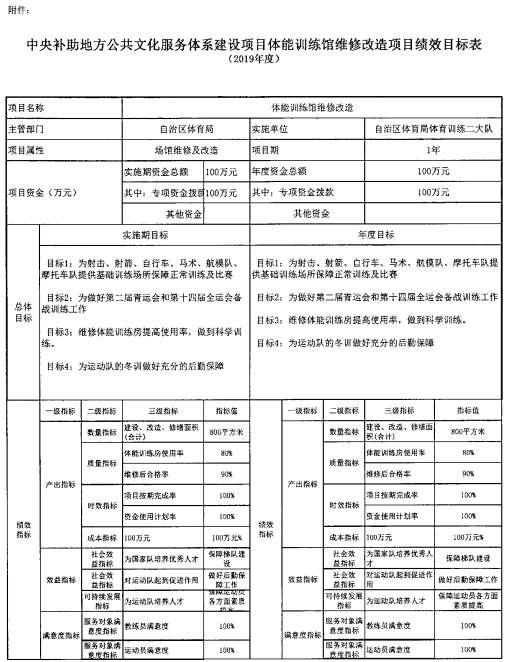 附件：
中央补助地方公共文化服务体系建设项目体能训练馆维修改造项目绩效目标表
（2019年度）
项目名称 体能训练馆维修改造
主管部门 自治区体育局 实施单位 自治区体育局体育训练二大队
项目属性 场馆维修及改造 项目期 1年
项目资金（万元） 实施期资金总额 100万元 年度资金总额 100万元
其中：专项资金拨款 100万元 其中：专项资金拨款 100万元
其他资金 其他资金
总体目标 实施期目标 年度目标
目标1：为射击、射箭、自行车、马术、航模队、
摩托车队提供基础训练场所保障正常训练及比赛
目标2：为做好第二届青运会和第十四届全运会备
战训练工作
目标3：维修体能训练房提高使用率，做到科学训
练。
目标4：为运动队的冬训做好充分的后勤保障
目标1：为射击、射箭、自行车、马术、航模队、摩托车队提
供基础训练场所保障正常训练及比赛
目标2：为做好第二届青运会和第十四届全运会备战训练工作
目标3：维修体能训练房提高使用率，做到科学训练。
目标4：为运动队的冬训做好充分的后勤保障
绩效指标 一级指标 二级指标 三级指标 指标值 绩效指标 一级指标 二级指标 三级指标 指标值
产出指标 数量指标 建设、改造、修缮面积（合计） 800平方米 产出指标 数量指标 建设、改造、修缮面积（合计） 800平方米
质量指标 体能训练房使用率 80% 质量指标 体能训练房使用率 80%
维修后合格率 90% 维修后合格率 90%
时效指标 项目按期完成率 100% 时效指标 项目按期完成率 100%
资金使用计划率 100% 资金使用计划率 100%
成本指标 100万元 100万元% 成本指标 100万元 100万元%
效益指标 社会效益指标 为国家队培养优秀人才 保障梯队建设 效益指标 社会效益指标 为国家队培养优秀人才 保障梯队建设
社会效益指标 对运动队起到促进作用 做好后勤保障工作 社会效益指标 对运动队起到促进作用 做好后勤保障工作
可持续发展指标 为运动队培养人才 保障运动员各方面素质提高 可持续发展指标 为运动队培养人才 保障运动员各方面素质提高
满意度指标 服务对象满意度指标 教练员满意度 100% 满意度指标 服务对象满意度指标 教练员满意度 100%
服务对象满意度指标 运动员满意度 100% 服务对象满意度指标 运动员满意度 100%